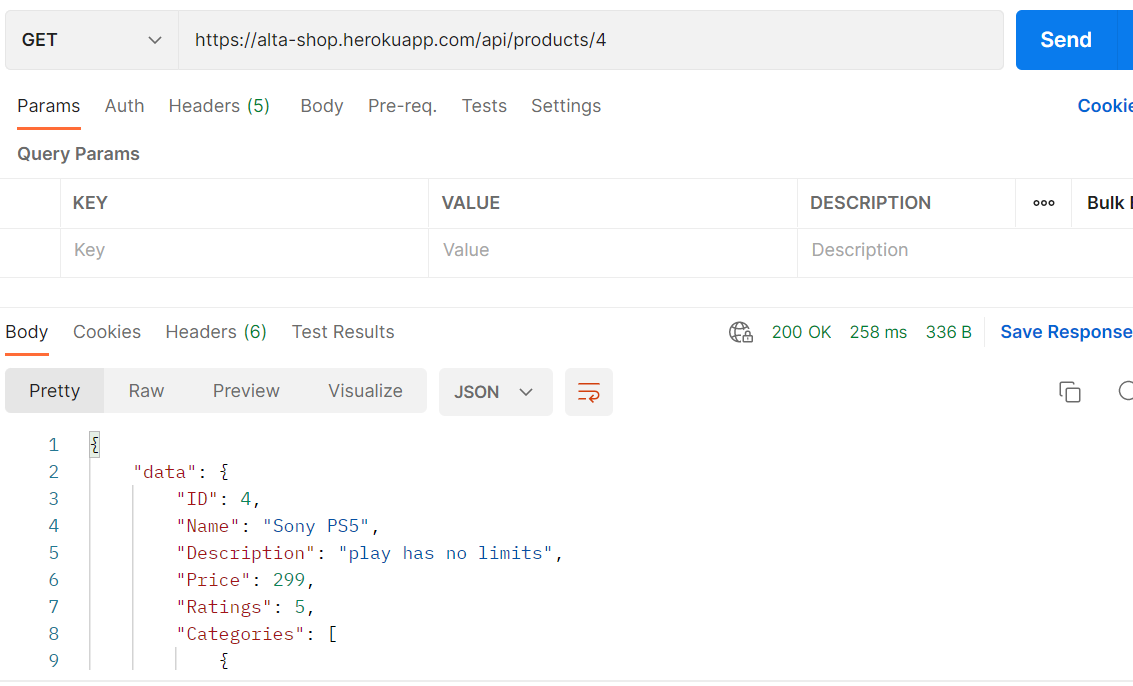 GET https://alta-shop.herokuapp.com/api/products/4 Send
Params Auth Headers (5) Body Pre-req. Tests Settings Cookie
Query Params
KEY VALUE DESCRIPTION ooo Bulk
Key Value Description
Body Cookies Headers (6) Test Results 200 OK 258 ms 336 B Save Response
Pretty Raw Preview Visualize JSON
1 {
2 "data": {
3 "ID": 4,
4 "Name": "Sony PS5",
5 "Description": "play has no limits",
6 "Price": 299,
7 "Ratings": 5,
8 "Categories": [
9 {